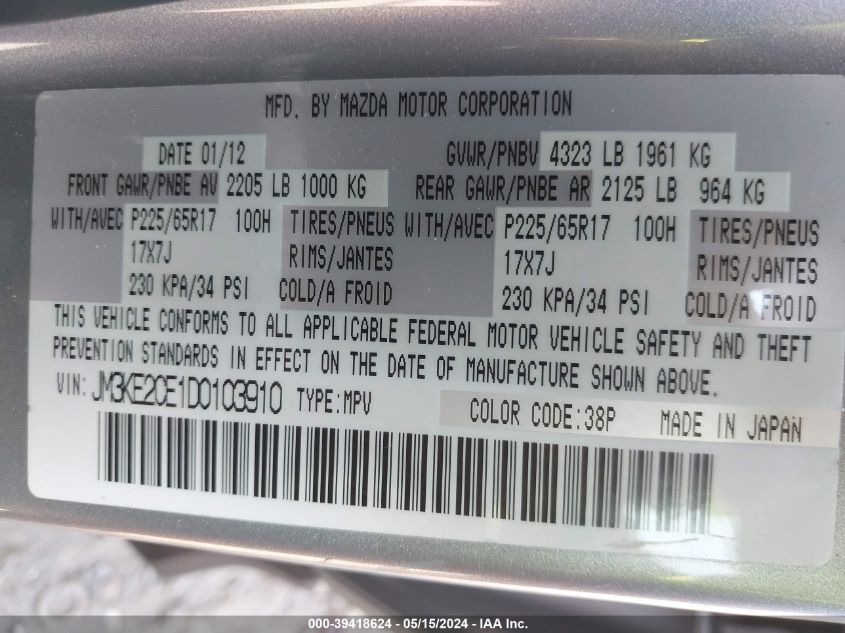 MFD. BY MAZDA MOTOR CORPORATION
DATE 01/12 GVWR/PNBV 4323 LB 1961 KG
FRONT GAWR/PNBE AV 2205 LB 1000 KG REAR GAWR/PNBE AR 2125 LB 964 KG
WITH/AVEC P225/65R17 100H TIRES/PNEUS WITH/AVEC P225/65R17 100H TIRES/PNEUS
17X7J RIMS/JANTES 17X7J RIMS/JANTES
230 KPA/34 PSI COLD/A FROID 230 KPA/34 PSI COLD/A FROID
THIS VEHICLE CONFORMS TO ALL APPLICABLE FEDERAL MOTOR VEHICLE SAFETY AND THEFT
PREVENTION STANDARDS IN EFFECT ON THE DATE OF MANUFACTURE SHOWN ABOVE.
VIN: JM3KE2CE1D0103910 TYPE:MPV COLOR CODE:38P MADE IN JAPAN
000-39418624 - 05/15/2024 - IAA Inc.